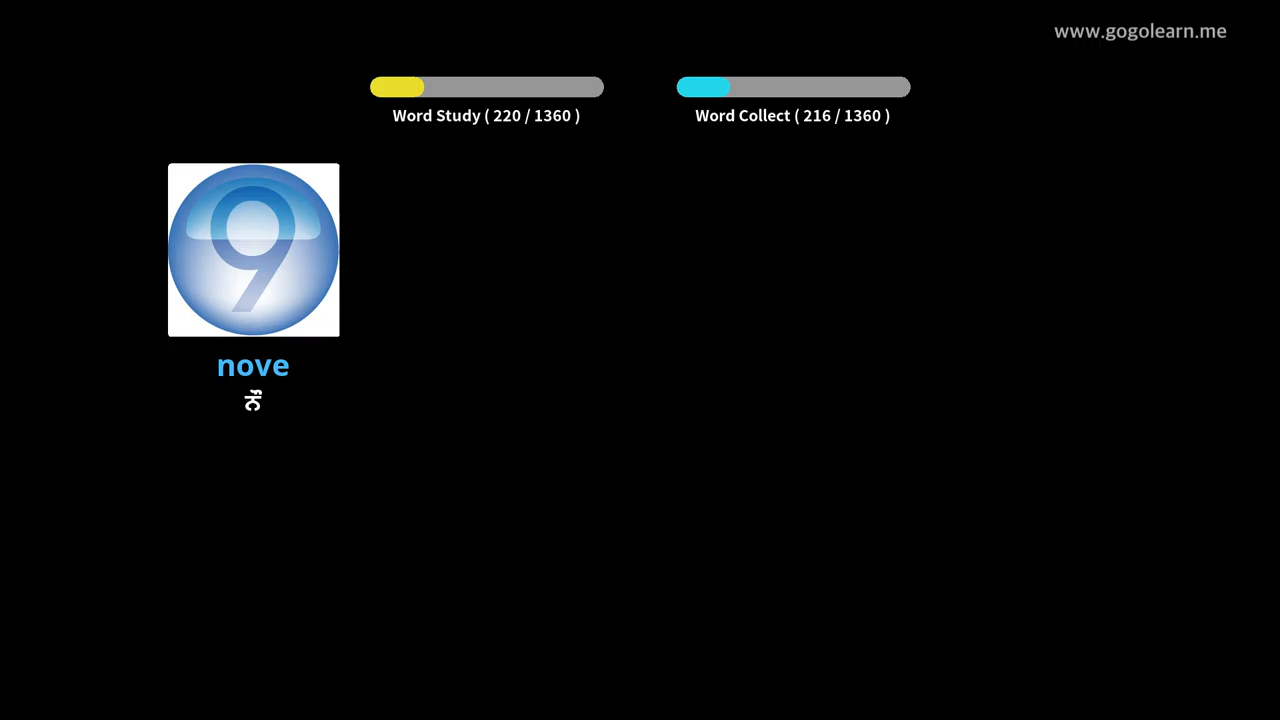 www.gogolearn.me
Word Study ( 220 / 1360 )
Word Collect ( 216 / 1360 )
9
nove
ਨੌਂ